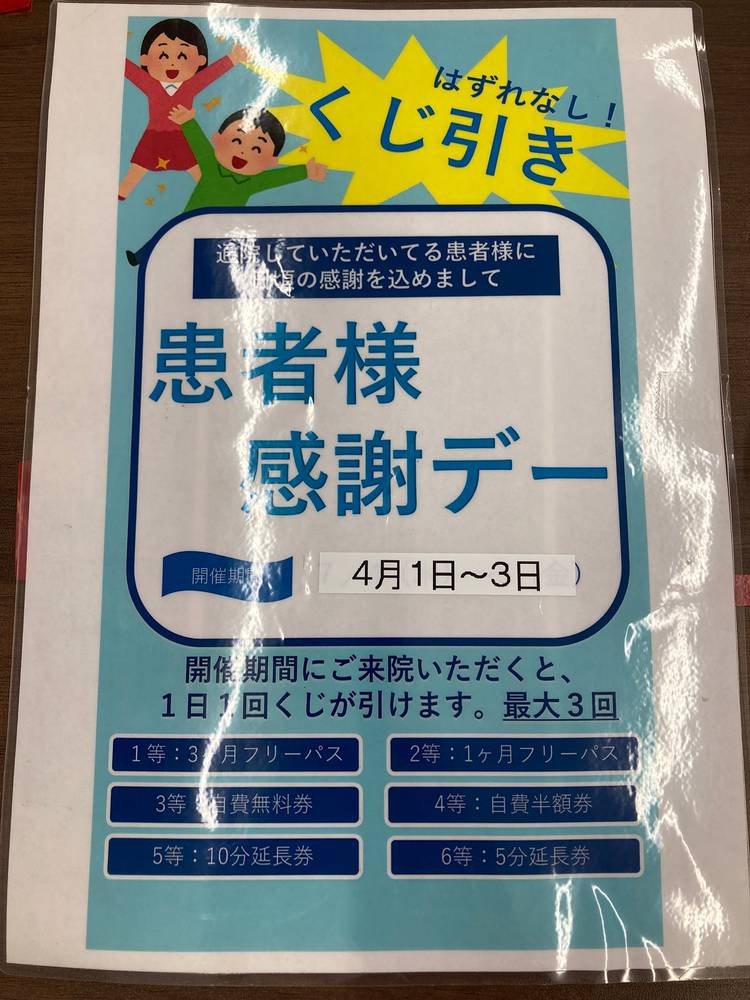 はずれなし！
くじ引き
通院していただいてる患者様に
日頃の感謝を込めまして
患者様
感謝デー
開催期間
4月1日～3日
開催期間にご来院いただくと、
1日1回くじが引けます。最大3回
1等：3ヶ月フリーパス
2等：1ヶ月フリーパス
3等：自費無料券
4等：自費半額券
5等：10分延長券
6等：5分延長券